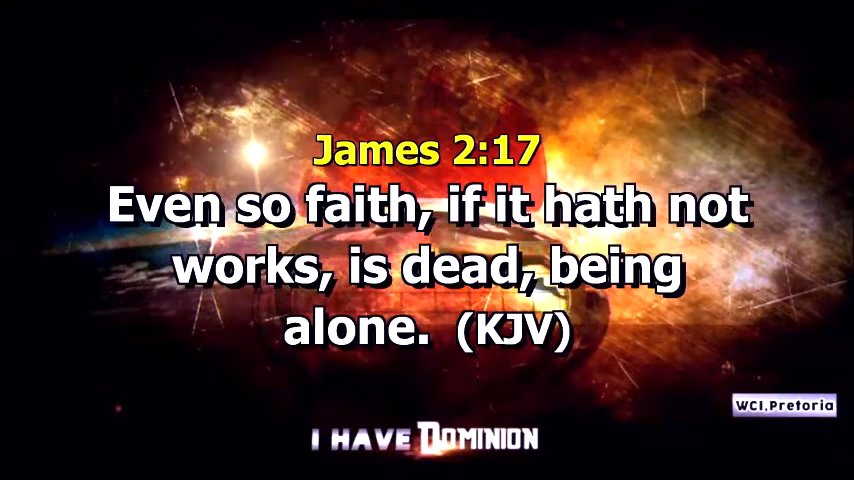 James 2:17
Even so faith, if it hath not
works, is dead, being
alone. (KJV)
WCI,Pretoria
I HAVE DOMINION